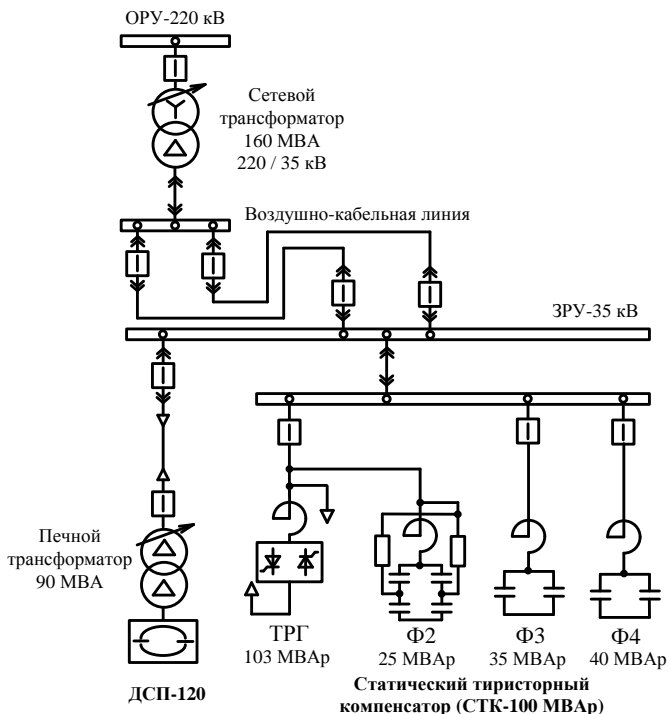 ОРУ-220 кВ
Сетевой
трансформатор
160 МВА
220 / 35 кВ
Воздушно-кабельная линия
ЗРУ-35 кВ
Печной
трансформатор
90 МВА
ДСП-120
ТРГ
103 МВАр
Ф2
25 МВАр
Ф3
35 МВАр
Ф4
40 МВАр
Статический тиристорный
компенсатор (СТК-100 МВАр)